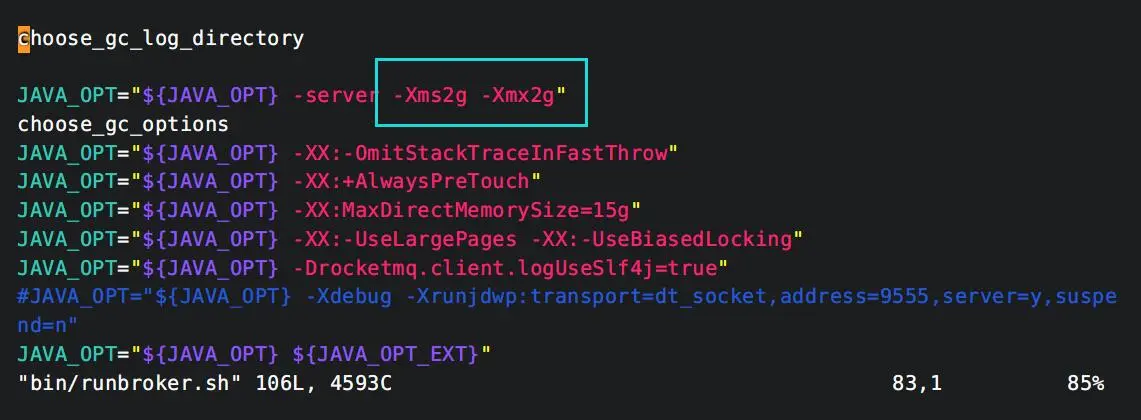 choose_gc_log_directory
JAVA_OPT="${JAVA_OPT} -server -Xms2g -Xmx2g"
choose_gc_options
JAVA_OPT="${JAVA_OPT} -XX:-OmitStackTraceInFastThrow"
JAVA_OPT="${JAVA_OPT} -XX:+AlwaysPreTouch"
JAVA_OPT="${JAVA_OPT} -XX:MaxDirectMemorySize=15g"
JAVA_OPT="${JAVA_OPT} -XX:-UseLargePages -XX:-UseBiasedLocking"
JAVA_OPT="${JAVA_OPT} -Drocketmq.client.logUseSlf4j=true"
#JAVA_OPT="${JAVA_OPT} -Xdebug -Xrunjdwp:transport=dt_socket,address=9555,server=y,suspe
nd=n"
JAVA_OPT="${JAVA_OPT} ${JAVA_OPT_EXT}"
"bin/runbroker.sh" 106L, 4593C 83,1 85%